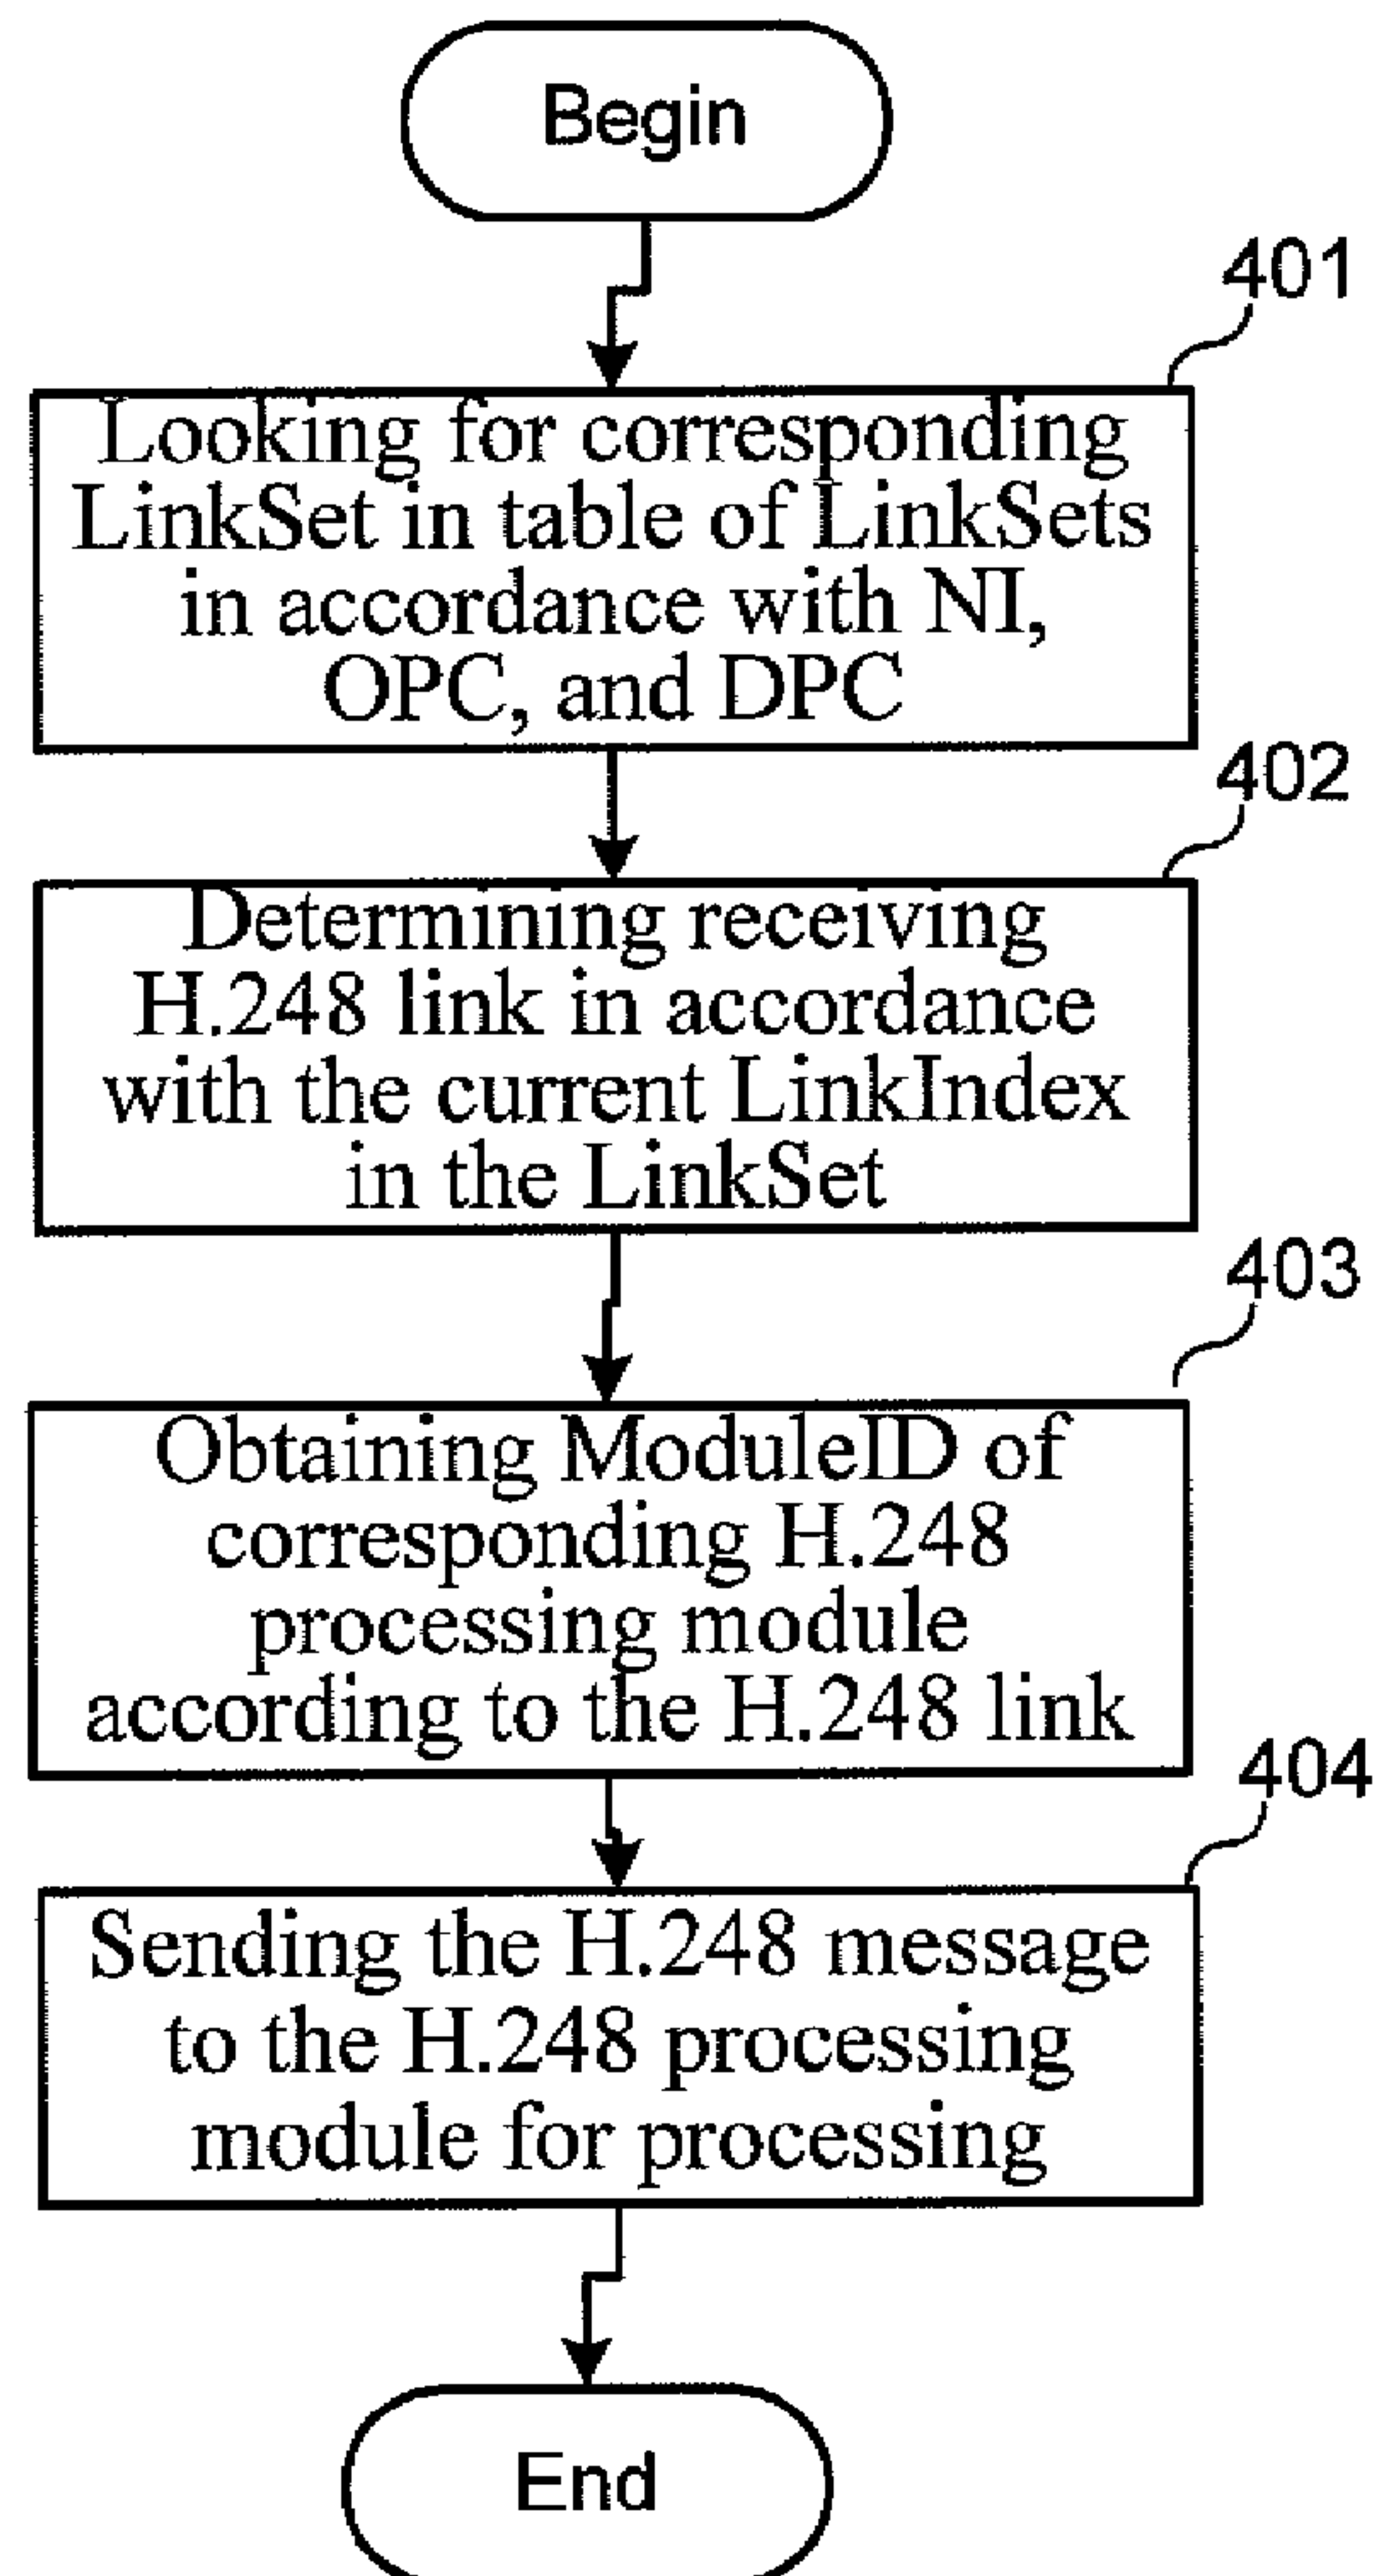 Begin
401
Looking for corresponding
LinkSet in table of LinkSets
in accordance with NI,
OPC, and DPC
402
Determining receiving
H.248 link in accordance
with the current LinkIndex
in the LinkSet
403
Obtaining ModuleID of
corresponding H.248
processing module
according to the H.248 link
404
Sending the H.248 message
to the H.248 processing
module for processing
End